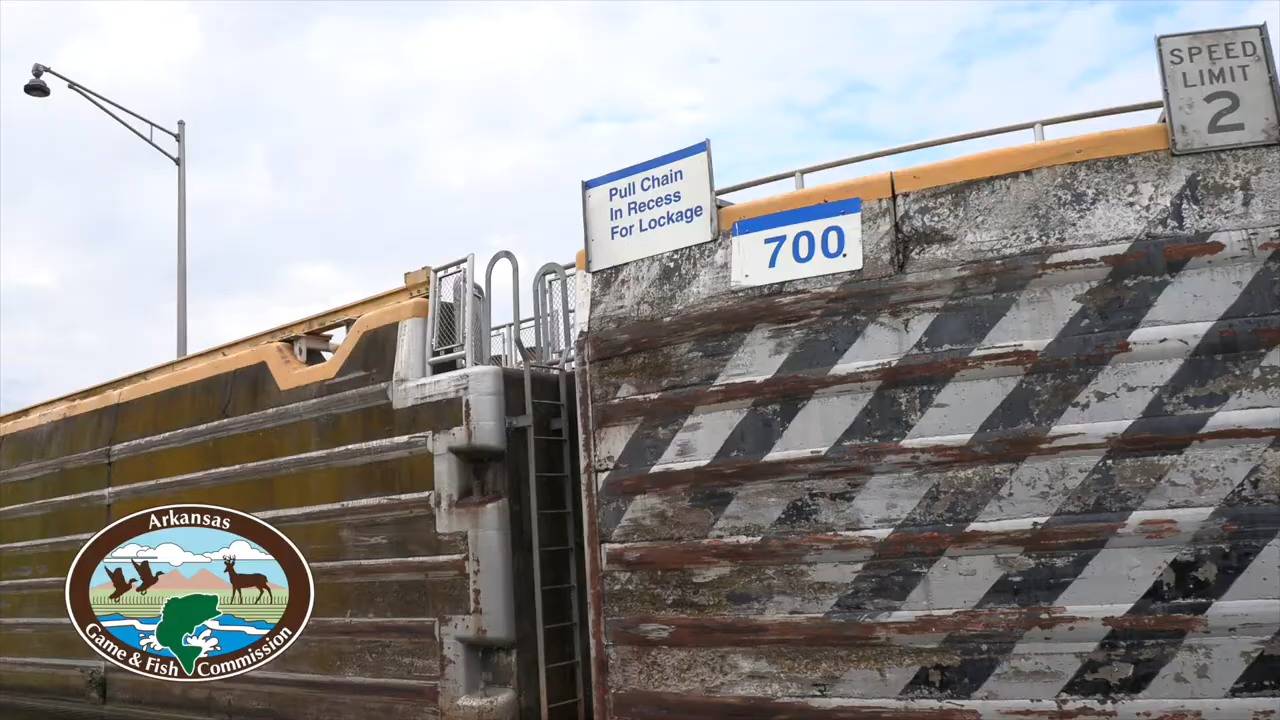 SPEED
LIMIT
2
Pull Chain
In Recess
For Lockage
700
Arkansas
Game & Fish Commission